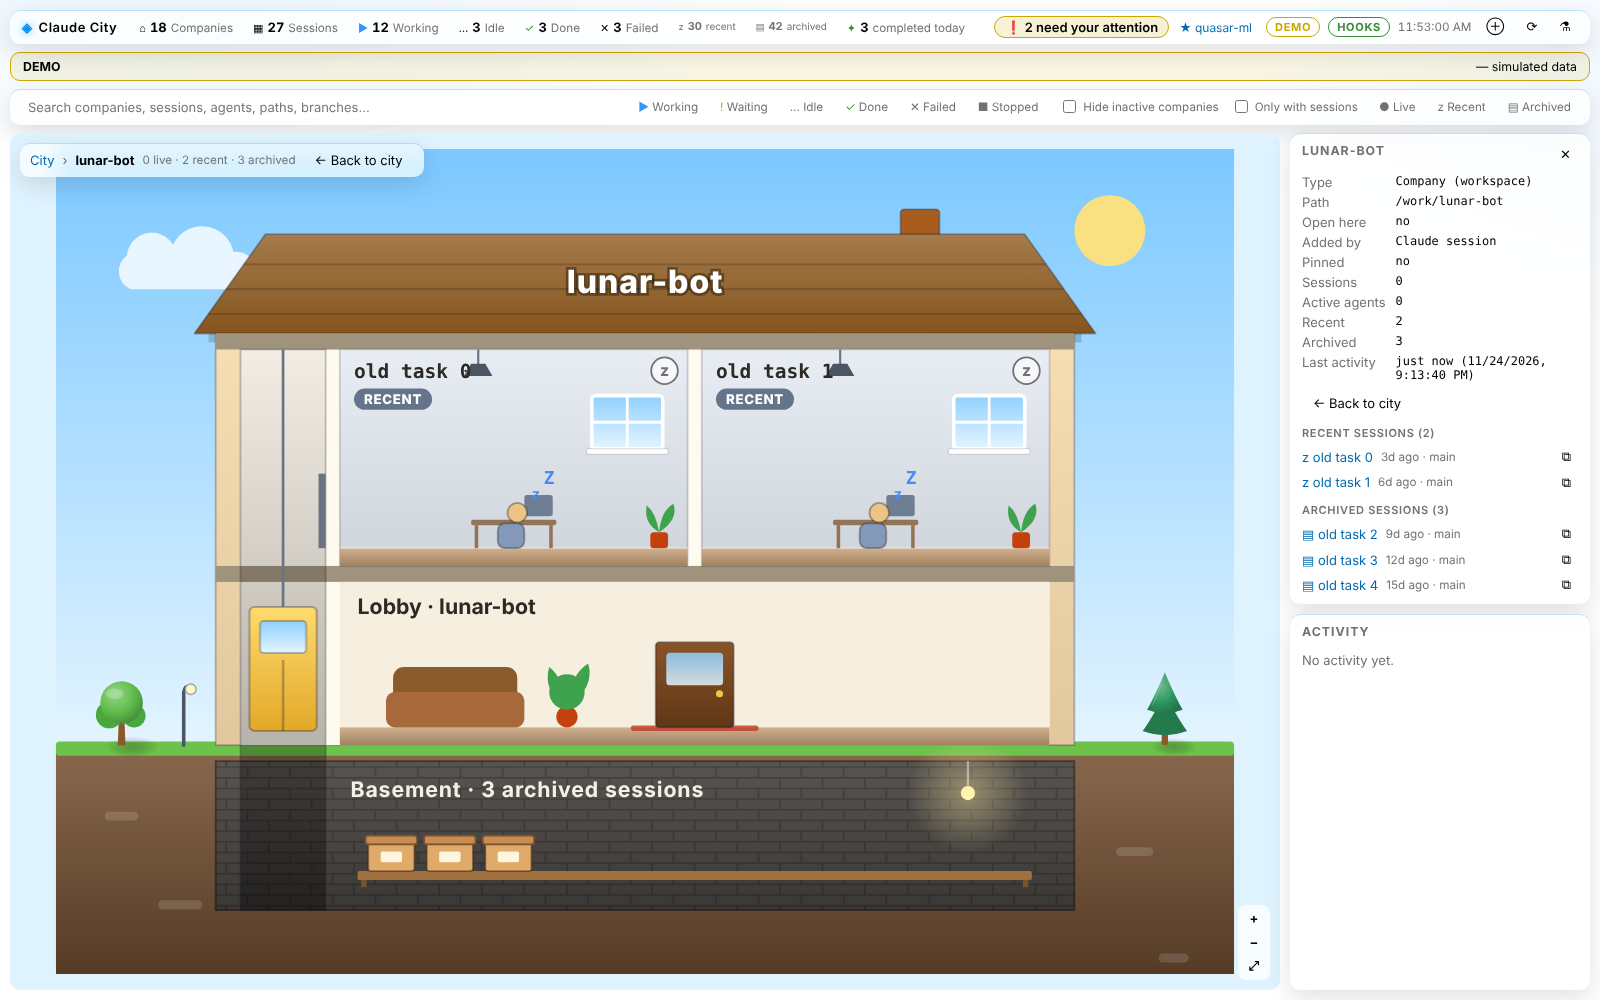 Claude City
18 Companies
27 Sessions
12 Working
... 3 Idle
✓ 3 Done
✕ 3 Failed
z 30 recent
42 archived
3 completed today
❗ 2 need your attention
★ quasar-ml
DEMO
HOOKS
11:53:00 AM
DEMO
— simulated data
Search companies, sessions, agents, paths, branches...
▶ Working
! Waiting
... Idle
✓ Done
✕ Failed
■ Stopped
Hide inactive companies
Only with sessions
● Live
z Recent
▤ Archived
City › lunar-bot 0 live · 2 recent · 3 archived ← Back to city
lunar-bot
old task 0
z
RECENT
old task 1
z
RECENT
Z
z
Z
z
Lobby · lunar-bot
Basement · 3 archived sessions
+
−
LUNAR-BOT
✕
Type Company (workspace)
Path /work/lunar-bot
Open here no
Added by Claude session
Pinned no
Sessions 0
Active agents 0
Recent 2
Archived 3
Last activity just now (11/24/2026,
9:13:40 PM)
← Back to city
RECENT SESSIONS (2)
z old task 0 3d ago · main
z old task 1 6d ago · main
ARCHIVED SESSIONS (3)
▤ old task 2 9d ago · main
▤ old task 3 12d ago · main
▤ old task 4 15d ago · main
ACTIVITY
No activity yet.